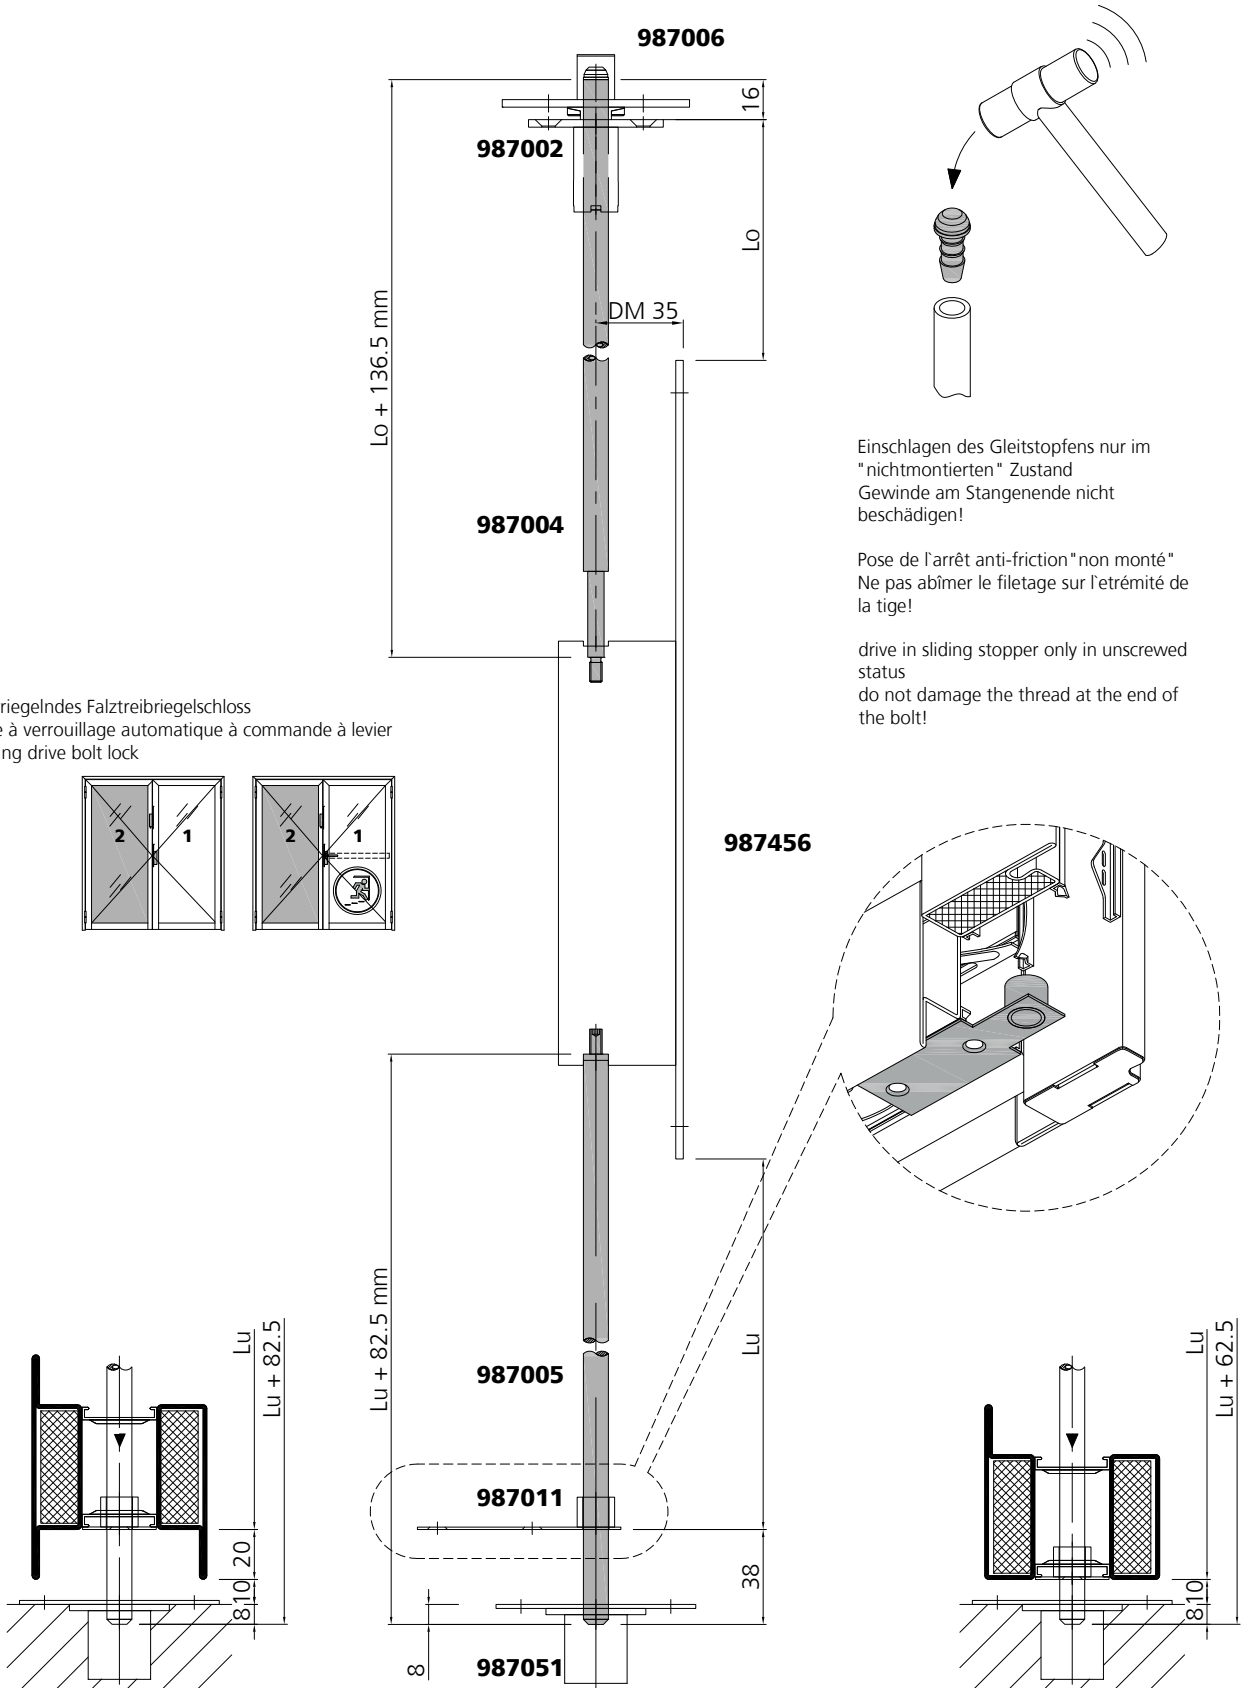 987006
16
987002
Lo
DM 35
Lo + 136.5 mm
987004
Einschlagen des Gleitstopfens nur im
"nichtmontierten" Zustand
Gewinde am Stangenende nicht
beschädigen!
Pose de l`arrêt anti-friction "non monté"
Ne pas abîmer le filetage sur l`etrémité de
la tige!
drive in sliding stopper only in unscrewed
status
do not damage the thread at the end of
the bolt!
riegelndes Falztreibriegelschloss
à verrouillage automatique à commande à levier
ng drive bolt lock
2 1
2 1
987456
Lu + 82.5 mm
Lu
987005
987011
38
8
987051
Lu
Lu + 82.5
20
10
8
Lu
Lu + 62.5
10
8